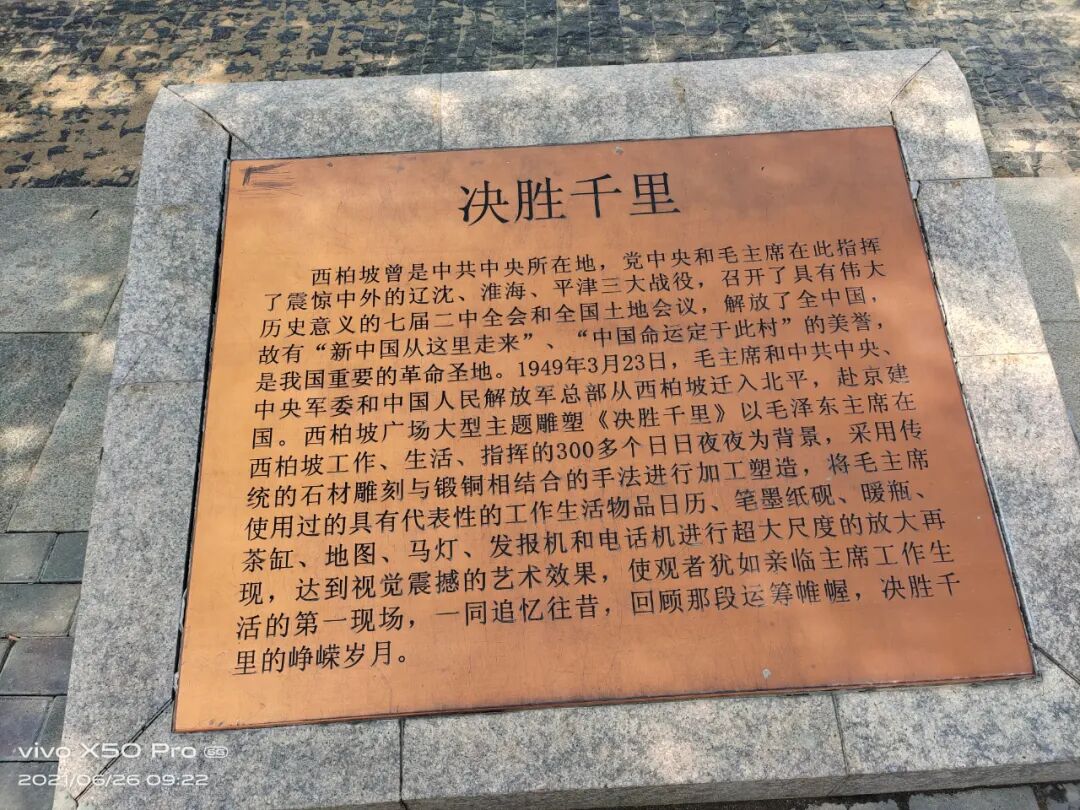 决胜千里
西柏坡曾是中共中央所在地，党中央和毛主席在此指挥
了震惊中外的辽沈、淮海、平津三大战役，召开了具有伟大
历史意义的七届二中全会和全国土地会议，解放了全中国，
故有“新中国从这里走来”、“中国命运定于此村”的美誉，
是我国重要的革命圣地。1949年3月23日，毛主席和中共中央、
中央军委和中国人民解放军总部从西柏坡迁入北平，赴京建
国。西柏坡广场大型主题雕塑《决胜千里》以毛泽东主席在
西柏坡工作、生活、指挥的300多个日日夜夜为背景，采用传
统的石材雕刻与锻铜相结合的手法进行加工塑造，将毛主席
使用过的具有代表性的工作生活物品日历、笔墨纸砚、暖瓶、
茶缸、地图、马灯、发报机和电话机进行超大尺度的放大再
现，达到视觉震撼的艺术效果，使观者犹如亲临主席工作生
活的第一现场，一同追忆往昔，回顾那段运筹帷幄，决胜千
里的峥嵘岁月。
vivo X50 Pro 5G
2021/06/26 09:22